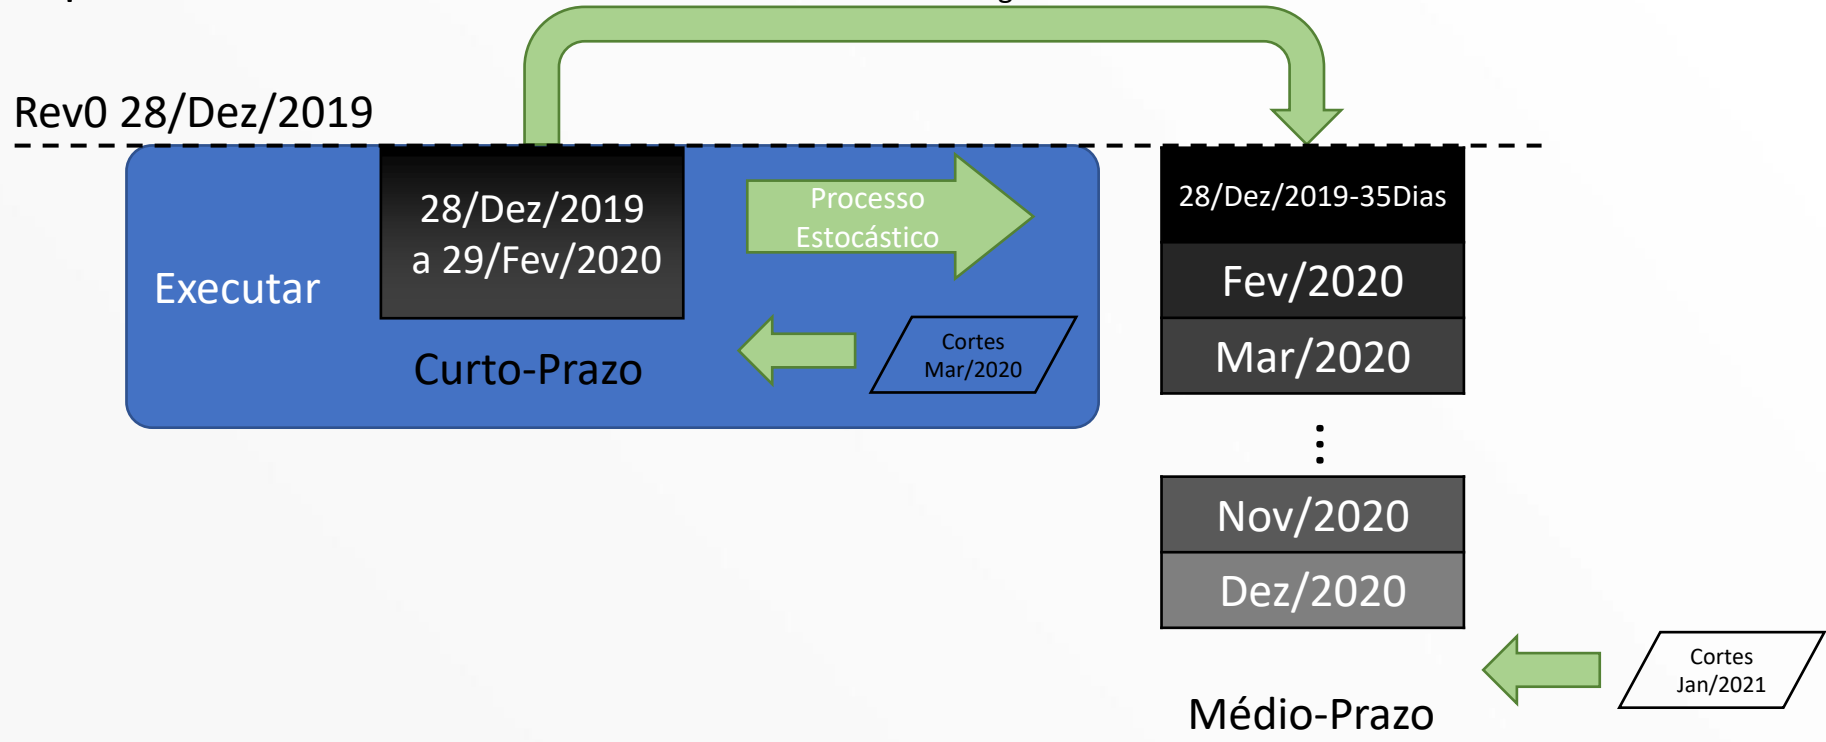 Rev0 28/Dez/2019
28/Dez/2019
a 29/Fev/2020
Processo
Estocástico
28/Dez/2019-35Dias
Executar
Fev/2020
Cortes
Mar/2020
Mar/2020
Curto-Prazo
⋮
Nov/2020
Dez/2020
Cortes
Jan/2021
Médio-Prazo